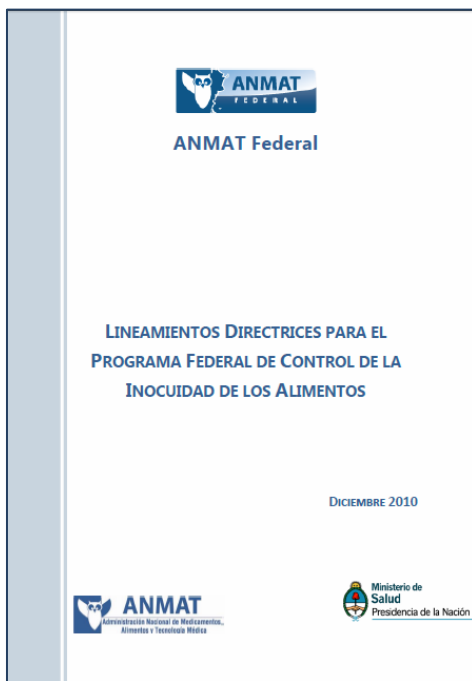 ANMAT
FEDERAL
ANMAT Federal
LINEAMIENTOS DIRECTRICES PARA EL
PROGRAMA FEDERAL DE CONTROL DE LA
INOCUIDAD DE LOS ALIMENTOS
DICIEMBRE 2010
ANMAT
Administración Nacional de Medicamentos,
Alimentos y Tecnología Médica
Ministerio de
Salud
Presidencia de la Nación